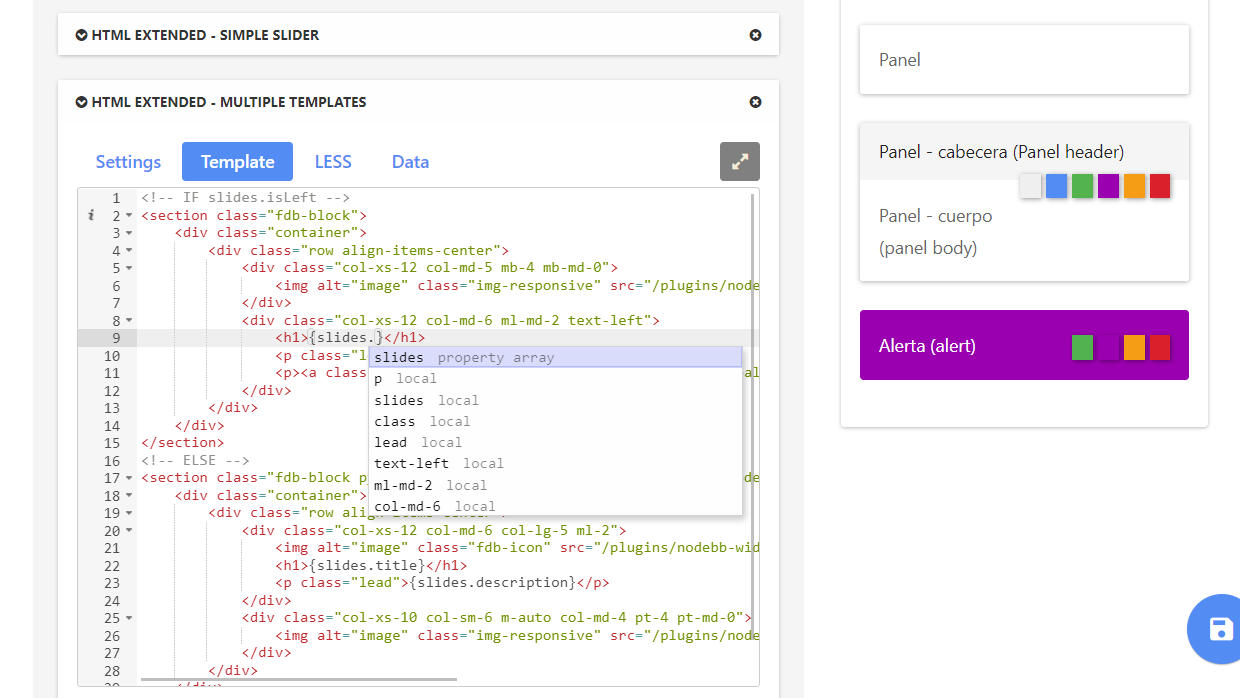 HTML EXTENDED - SIMPLE SLIDER
HTML EXTENDED - MULTIPLE TEMPLATES
Settings Template LESS Data
1 <!-- IF slides.isLeft -->
i 2 <section class="fdb-block">
3 <div class="container">
4 <div class="row align-items-center">
5 <div class="col-xs-12 col-md-5 mb-4 mb-md-0">
6 <img alt="image" class="img-responsive" src="/plugins/node
7 </div>
8 <div class="col-xs-12 col-md-6 ml-md-2 text-left">
9 <h1>{slides.}</h1>
10 <p class="l
11 <p><a class al
12 </div>
13 </div>
14 </div>
15 </section>
16 <!-- ELSE -->
17 <section class="fdb-block p de
18 <div class="container">
19 <div class="row
20 <div class="col-xs-12 col-md-6 col-lg-5 ml-2">
21 <img alt="image" class="fdb-icon" src="/plugins/nodebb-wid
22 <h1>{slides.title}</h1>
23 <p class="lead">{slides.description}</p>
24 </div>
25 <div class="col-xs-10 col-sm-6 m-auto col-md-4 pt-4 pt-md-0">
26 <img alt="image" class="img-responsive" src="/plugins/node
27 </div>
28 </div>
slides property array
p local
slides local
class local
lead local
text-left local
ml-md-2 local
col-md-6 local
Panel
Panel - cabecera (Panel header)
Panel - cuerpo
(panel body)
Alerta (alert)